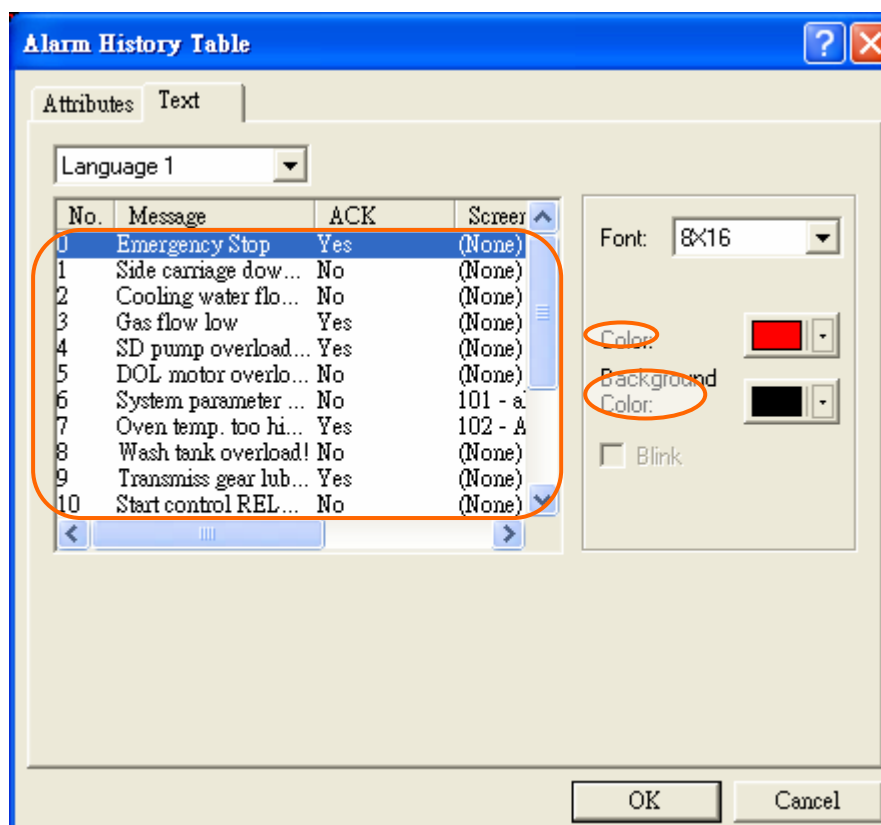 Alarm History Table
Attributes Text
Language 1
No. Message ACK Screer
0 Emergency Stop Yes (None)
1 Side carriage dow... No (None)
2 Cooling water flo... No (None)
3 Gas flow low Yes (None)
4 SD pump overload... Yes (None)
5 DOL motor overlo... No (None)
6 System parameter ... No 101 - al
7 Oven temp. too hi... Yes 102 - A
8 Wash tank overload! No (None)
9 Transmiss gear lub... Yes (None)
10 Start control REL... No (None)
Font: 8X16
Color:
Background
Color:
Blink
OK Cancel